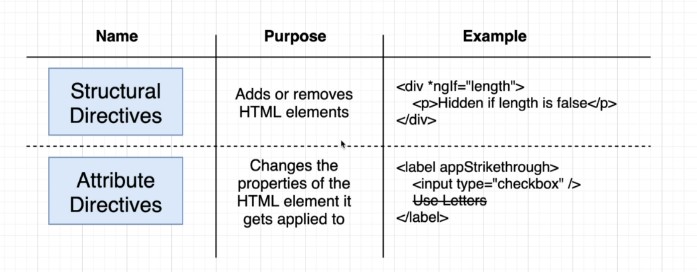 Name
Purpose
Example
Structural
Directives
Adds or removes
HTML elements
<div *ngIf="length">
<p>Hidden if length is false</p>
</div>
Attribute
Directives
Changes the
properties of the
HTML element it
gets applied to
<label appStrikethrough>
<input type="checkbox" />
Use Letters
</label>